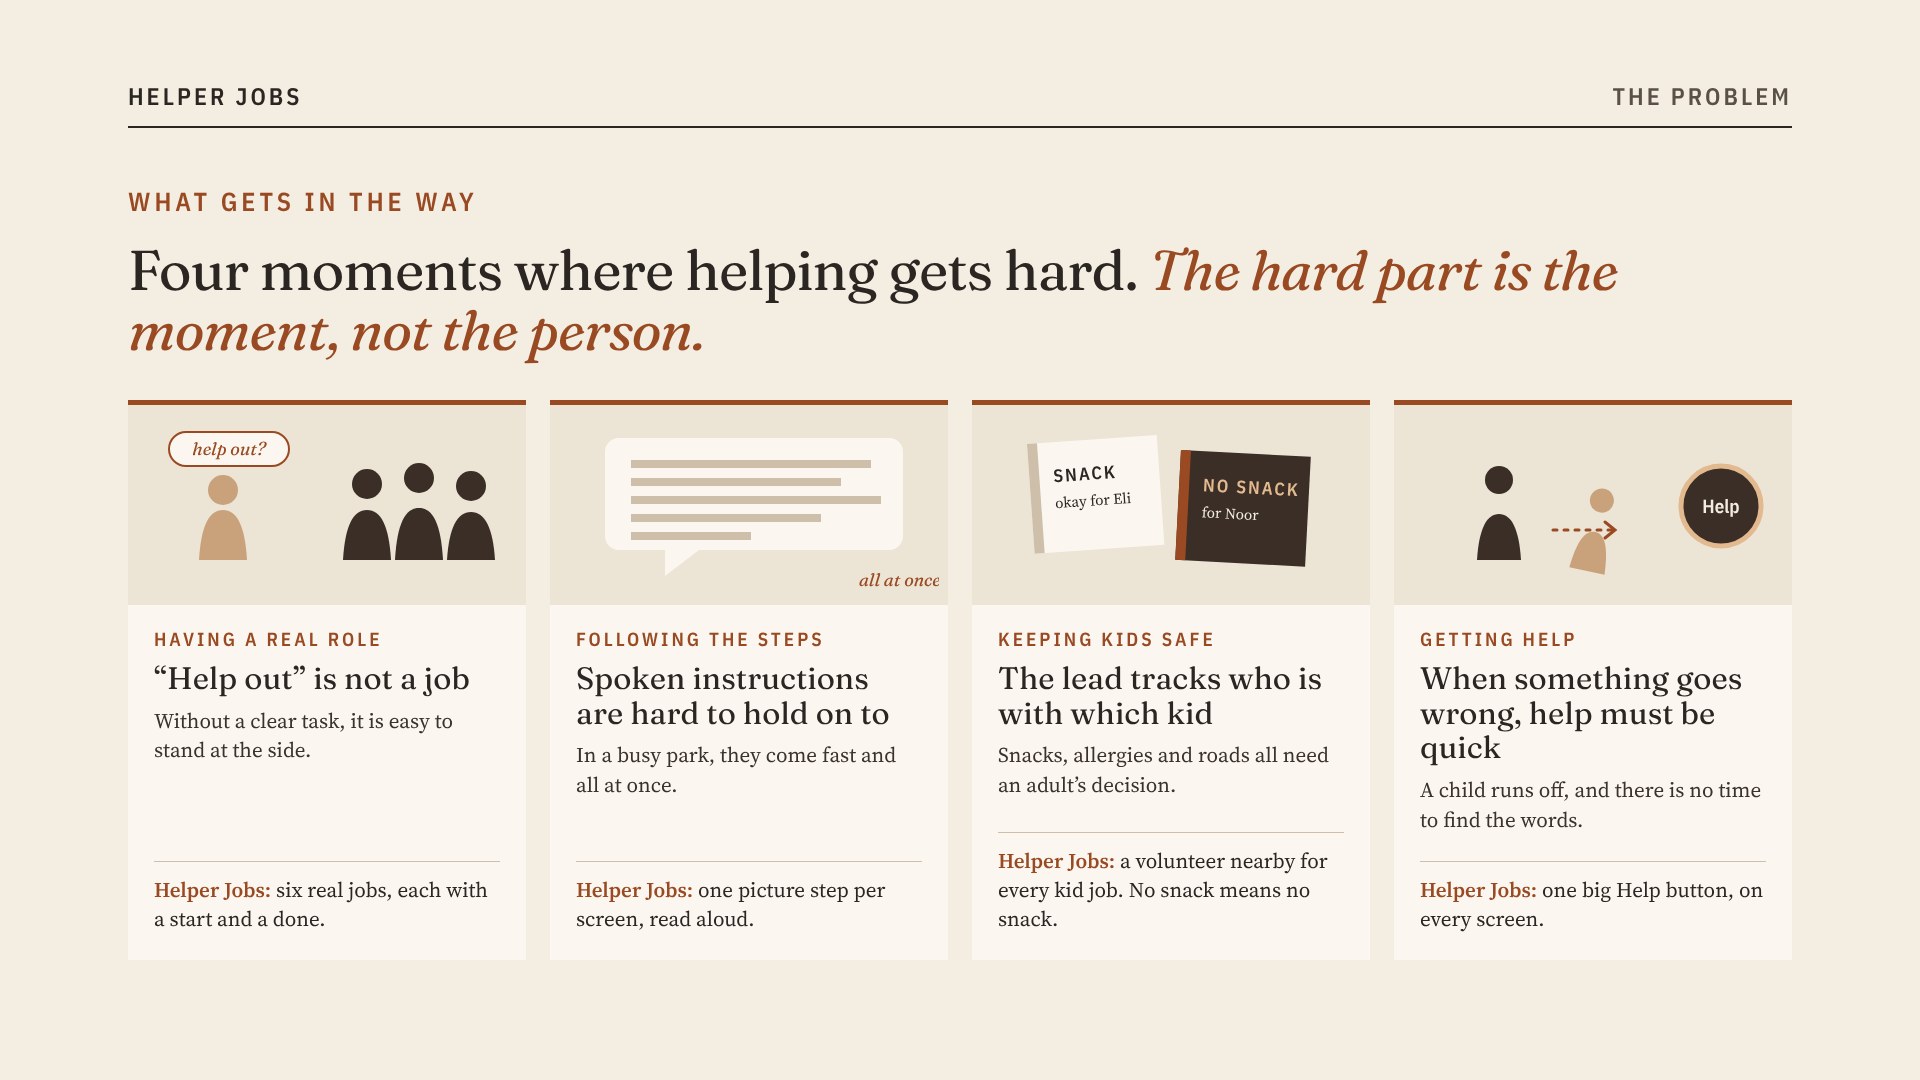 HELPER JOBS
THE PROBLEM
WHAT GETS IN THE WAY
Four moments where helping gets hard. The hard part is the
moment, not the person.
help out?
HAVING A REAL ROLE
“Help out” is not a job
Without a clear task, it is easy to
stand at the side.
Helper Jobs: six real jobs, each with
a start and a done.
all at once
FOLLOWING THE STEPS
Spoken instructions
are hard to hold on to
In a busy park, they come fast and
all at once.
Helper Jobs: one picture step per
screen, read aloud.
SNACK
okay for Eli
NO SNACK
for Noor
KEEPING KIDS SAFE
The lead tracks who is
with which kid
Snacks, allergies and roads all need
an adult’s decision.
Helper Jobs: a volunteer nearby for
every kid job. No snack means no
snack.
Help
GETTING HELP
When something goes
wrong, help must be
quick
A child runs off, and there is no time
to find the words.
Helper Jobs: one big Help button, on
every screen.